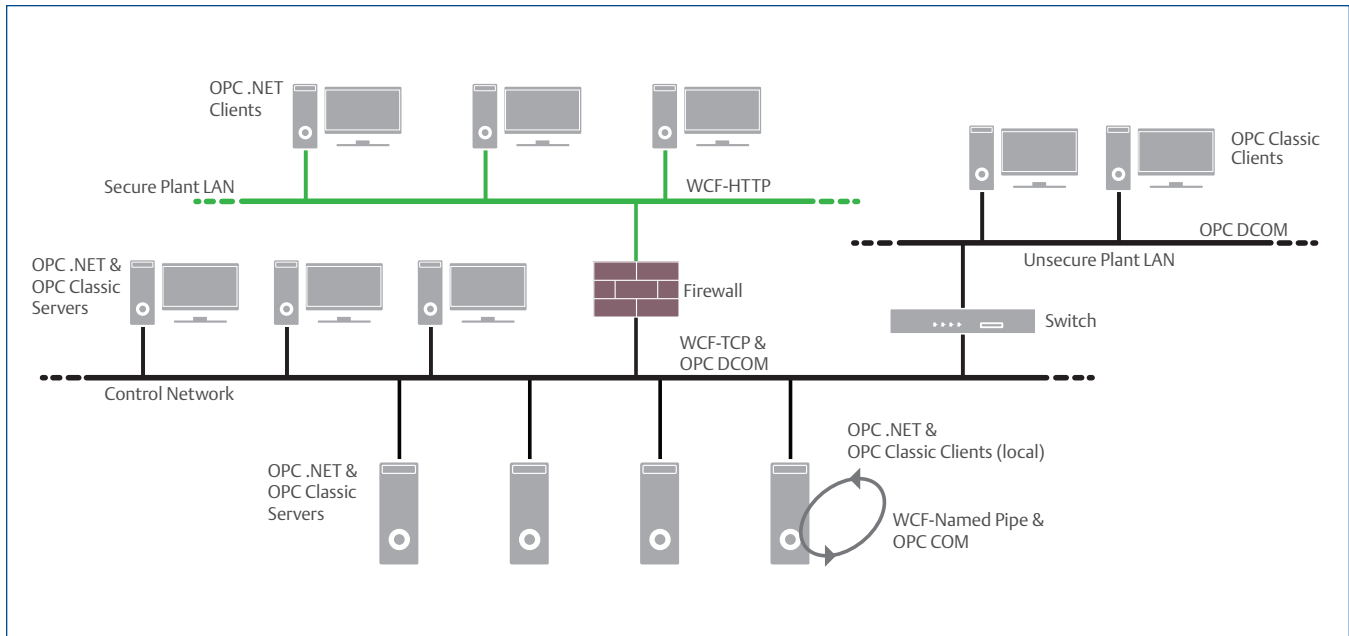 OPC .NET
Clients
Secure Plant LAN
WCF-HTTP
OPC Classic
Clients
OPC DCOM
Unsecure Plant LAN
OPC .NET &
OPC Classic
Servers
Firewall
Switch
WCF-TCP &
OPC DCOM
Control Network
OPC .NET &
OPC Classic
Servers
OPC .NET &
OPC Classic Clients (local)
WCF-Named Pipe &
OPC COM